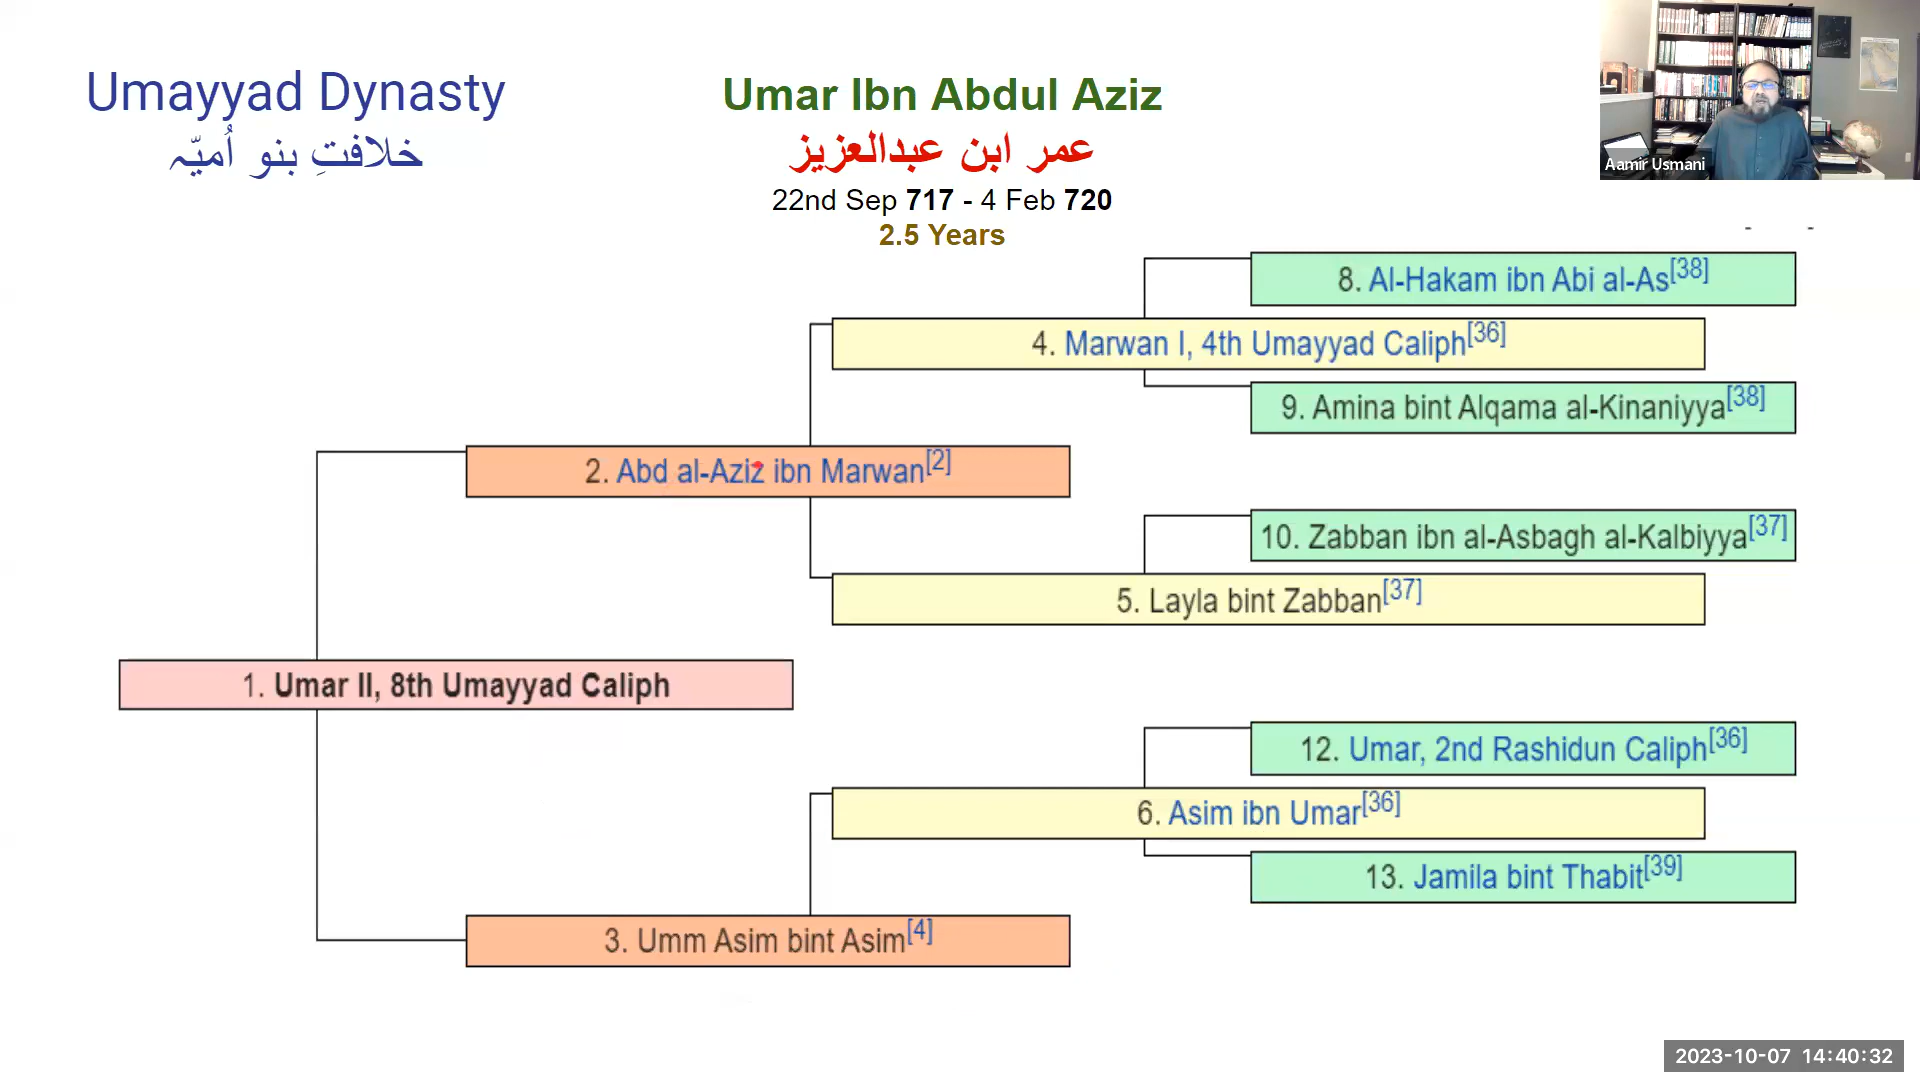 Umayyad Dynasty
خلافتِ بنو اُمیّہ
Umar Ibn Abdul Aziz
عمر ابن عبدالعزیز
22nd Sep 717 - 4 Feb 720
2.5 Years
Aamir Usmani
8. Al-Hakam ibn Abi al-As[38]
4. Marwan I, 4th Umayyad Caliph[36]
9. Amina bint Alqama al-Kinaniyya[38]
2. Abd al-Aziz ibn Marwan[2]
10. Zabban ibn al-Asbagh al-Kalbiyya[37]
5. Layla bint Zabban[37]
1. Umar II, 8th Umayyad Caliph
12. Umar, 2nd Rashidun Caliph[36]
6. Asim ibn Umar[36]
13. Jamila bint Thabit[39]
3. Umm Asim bint Asim[4]
2023-10-07 14:40:32